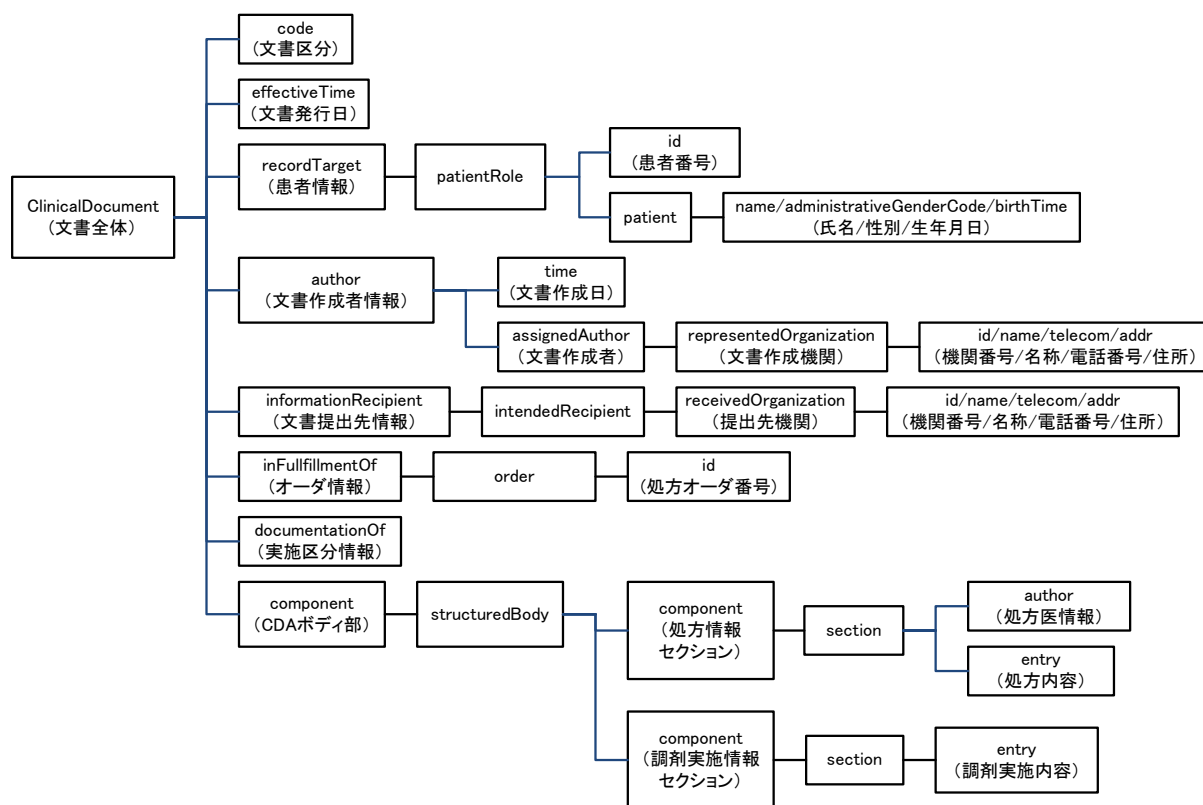 ClinicalDocument
（文書全体）
code
（文書区分）
effectiveTime
（文書発行日）
recordTarget
（患者情報）
patientRole
id
（患者番号）
patient
name/administrativeGenderCode/birthTime
（氏名/性別/生年月日）
author
（文書作成者情報）
time
（文書作成日）
assignedAuthor
（文書作成者）
representedOrganization
（文書作成機関）
id/name/telecom/addr
（機関番号/名称/電話番号/住所）
informationRecipient
（文書提出先情報）
intendedRecipient
receivedOrganization
（提出先機関）
id/name/telecom/addr
（機関番号/名称/電話番号/住所）
inFullfillmentOf
（オーダ情報）
order
id
（処方オーダ番号）
documentationOf
（実施区分情報）
component
（CDAボディ部）
structuredBody
component
（処方情報
セクション）
section
author
（処方医情報）
entry
（処方内容）
component
（調剤実施情報
セクション）
section
entry
（調剤実施内容）